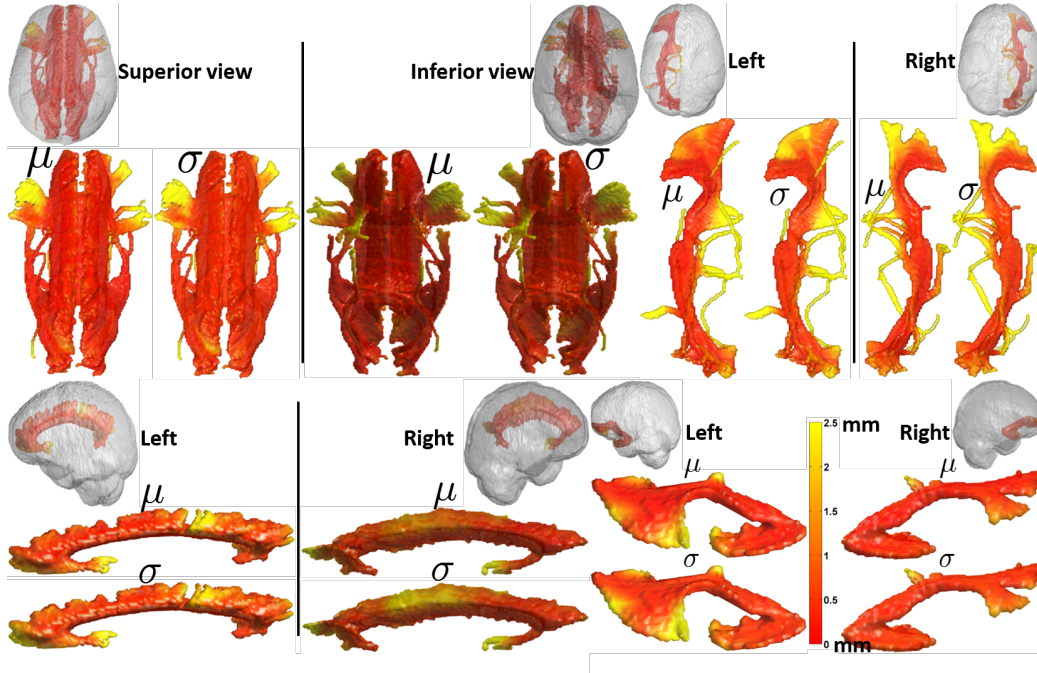 Superior view
Inferior view
Left
Right
μ
σ
μ
σ
μ
σ
μ
σ
Left
Right
Left
Right
μ
σ
μ
σ
μ
σ
μ
σ
2.5 mm
2
1.5
1
0.5
0 mm